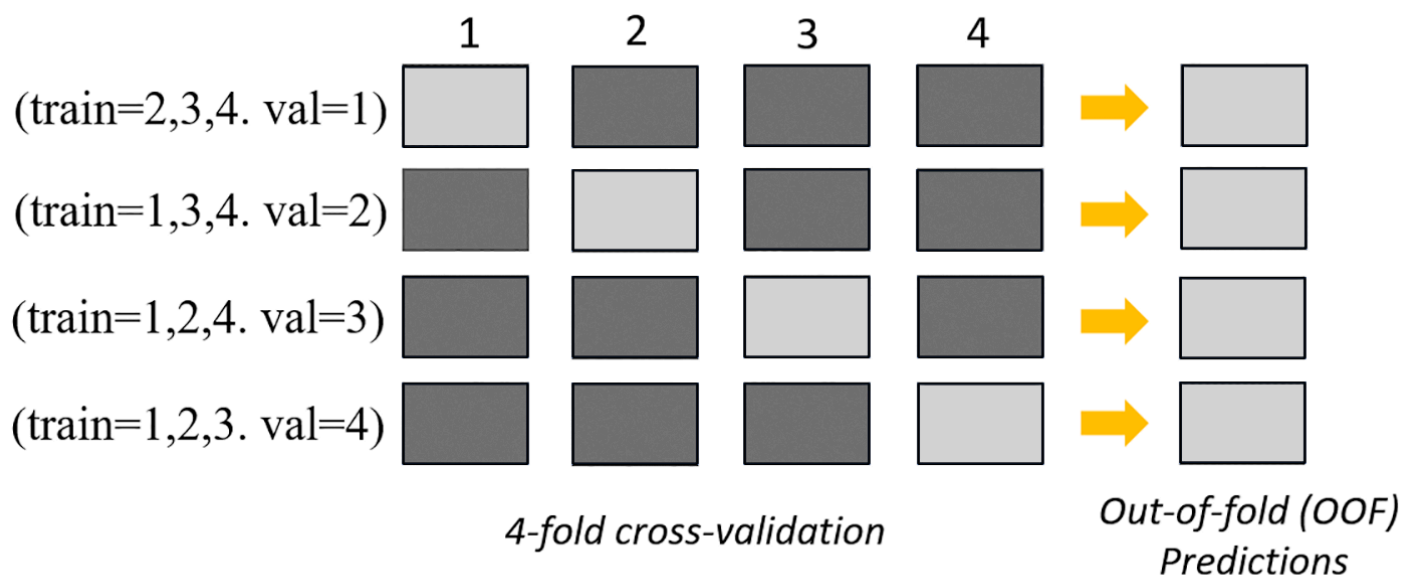 1 2 3 4
(train=2,3,4. val=1)
(train=1,3,4. val=2)
(train=1,2,4. val=3)
(train=1,2,3. val=4)
4-fold cross-validation
Out-of-fold (OOF)
Predictions